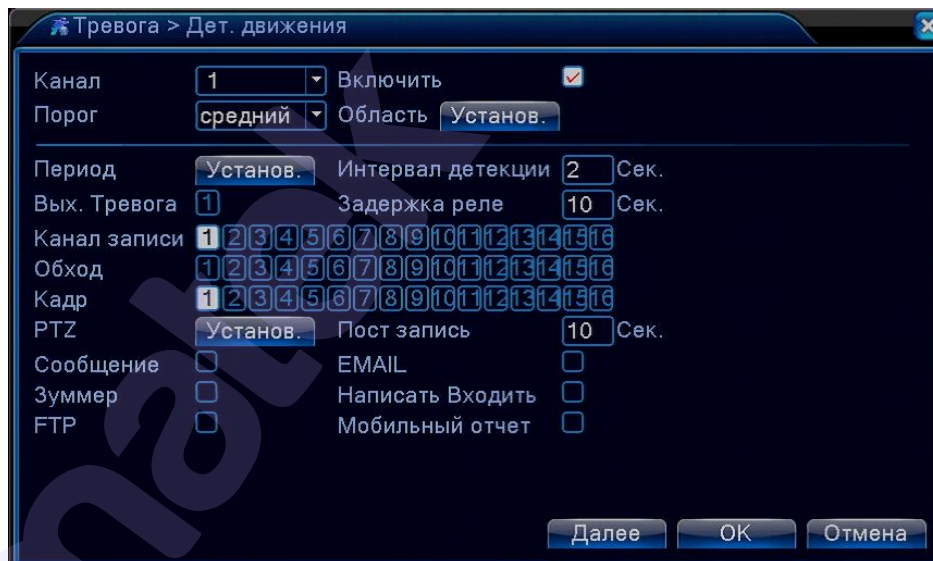 Тревога > Дет. движения
Канал 1 Включить
Порог средний Область Установ.
Период Установ. Интервал детекции 2 Сек.
Вых. Тревога 1 Задержка реле 10 Сек.
Канал записи 1 2 3 4 5 6 7 8 9 10 11 12 13 14 15 16
Обход 1 2 3 4 5 6 7 8 9 10 11 12 13 14 15 16
Кадр 1 2 3 4 5 6 7 8 9 10 11 12 13 14 15 16
PTZ Установ. Пост запись 10 Сек.
Сообщение EMAIL
Зуммер Написать Входить
FTP Мобильный отчет
Далее OK Отмена